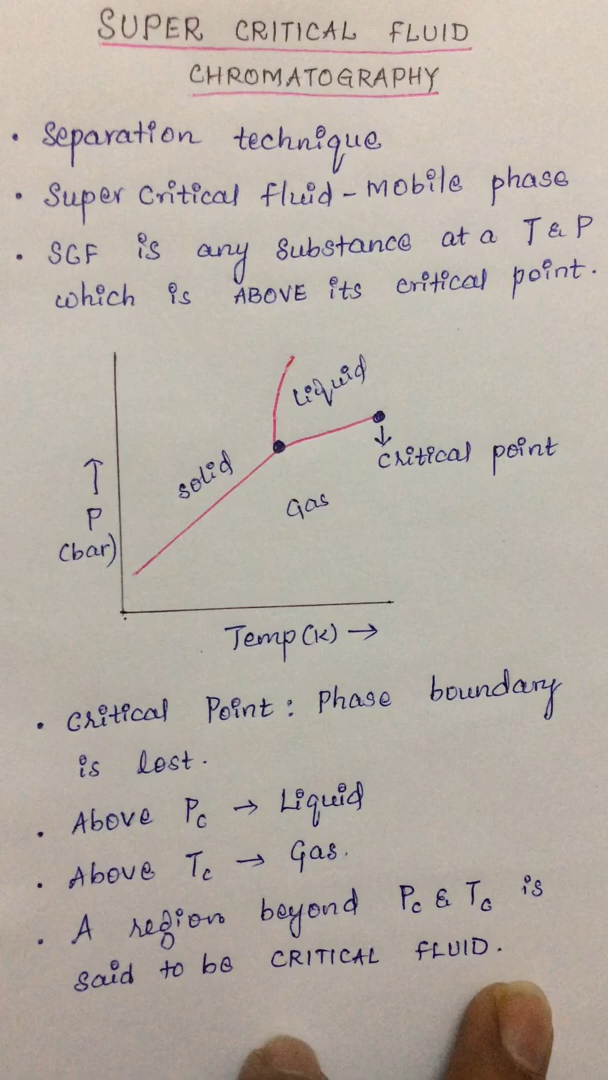 SUPER CRITICAL FLUID
CHROMATOGRAPHY
• Separation technique
• Super Critical fluid - mobile phase
• SCF is any substance at a T & P
which is ABOVE its critical point.
Liquid
solid
critical point
Gas
↑
P
(bar)
Temp (K) →
• Critical Point : Phase boundary
is lost.
• Above Pc → Liquid
• Above Tc → Gas.
• A region beyond Pc & Tc is
said to be CRITICAL FLUID.